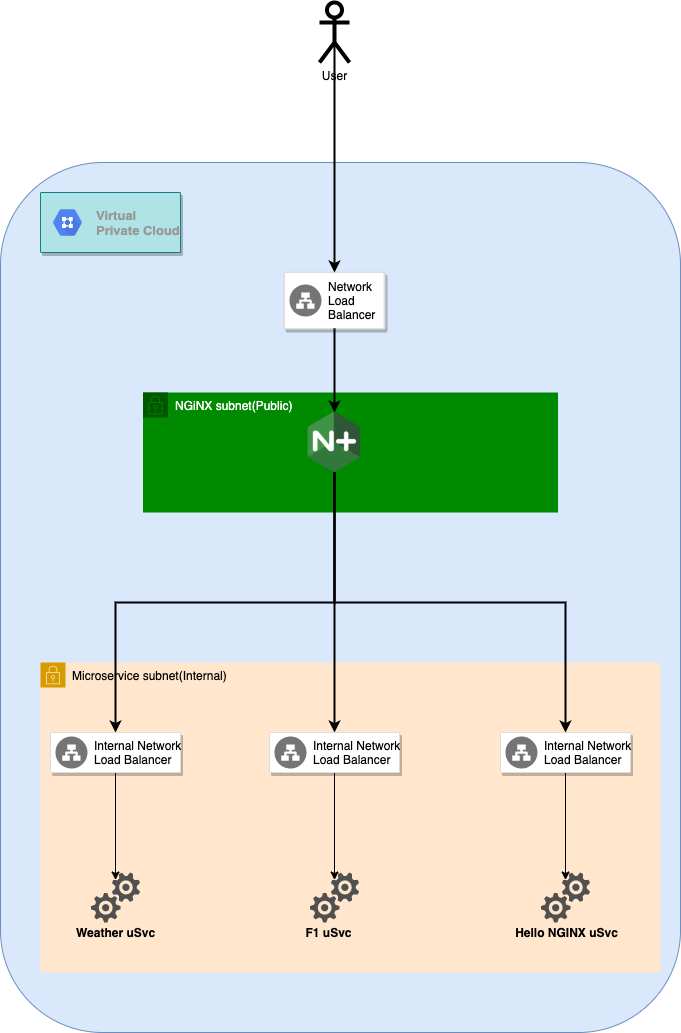 User
Virtual
Private Cloud
Network
Load
Balancer
NGiNX subnet(Public)
N+
Microservice subnet(Internal)
Internal Network
Load Balancer
Internal Network
Load Balancer
Internal Network
Load Balancer
Weather uSvc
F1 uSvc
Hello NGINX uSvc